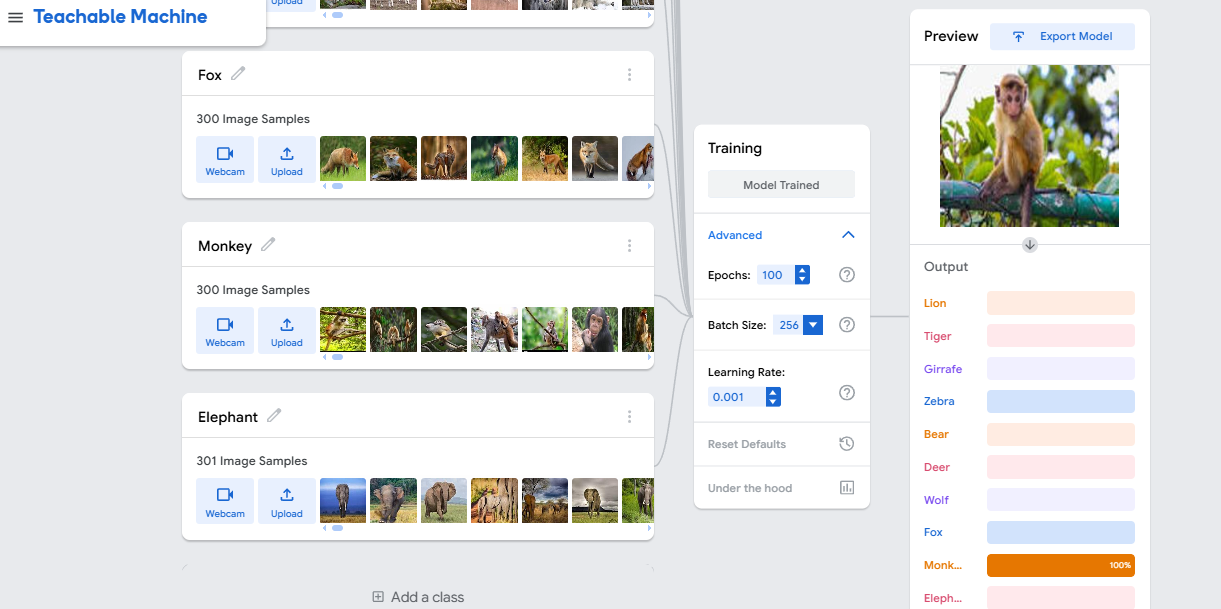 Teachable Machine
Upload
Fox
300 Image Samples
Webcam
Upload
Monkey
300 Image Samples
Webcam
Upload
Elephant
301 Image Samples
Webcam
Upload
Add a class
Training
Model Trained
Advanced
Epochs: 100
Batch Size: 256
Learning Rate:
0.001
Reset Defaults
Under the hood
Preview
Export Model
Output
Lion
Tiger
Girrafe
Zebra
Bear
Deer
Wolf
Fox
Monk... 100%
Eleph...